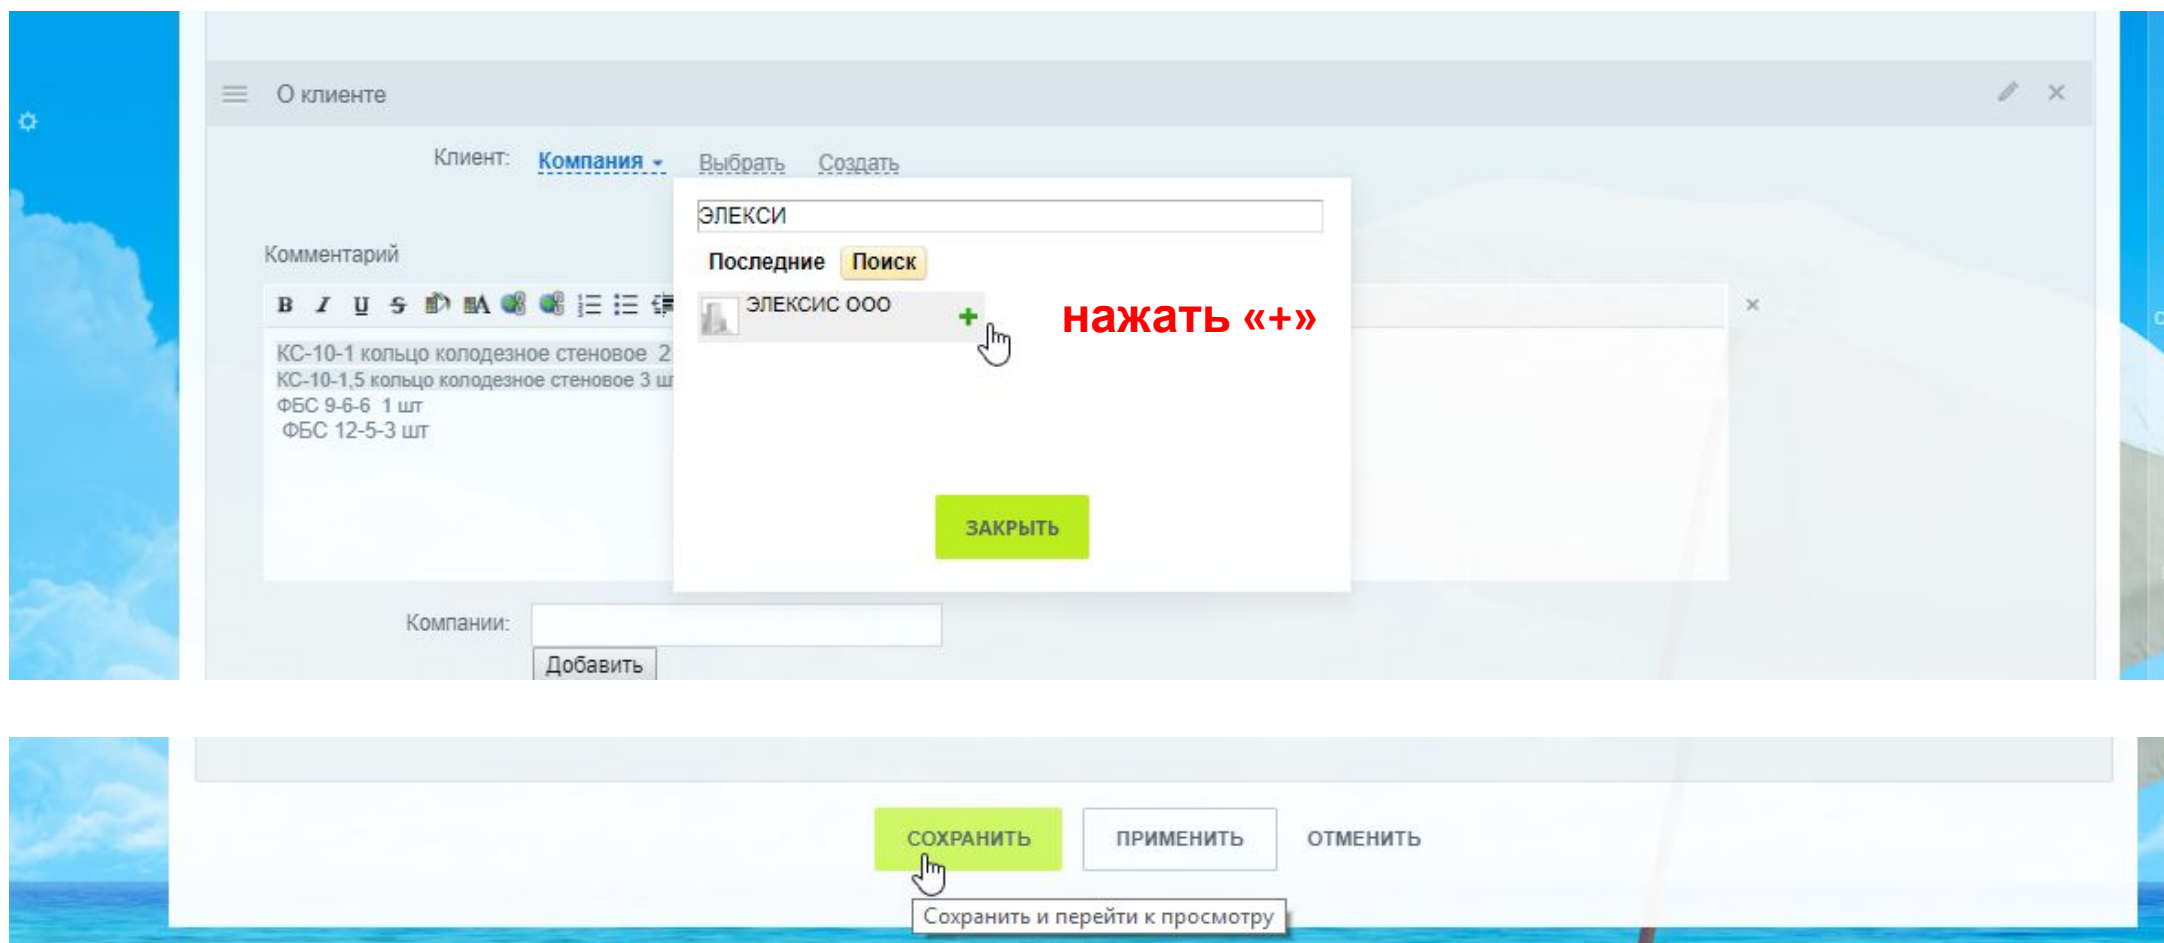 О клиенте
Клиент: Компания Выбрать Создать
ЭЛЕКСИ
Комментарий
Последние Поиск
B I U S
ЭЛЕКСИС ООО
нажать «+»
КС-10-1 кольцо колодезное стеновое 2
КС-10-1,5 кольцо колодезное стеновое 3 шт
ФБС 9-6-6 1 шт
ФБС 12-5-3 шт
ЗАКРЫТЬ
Компании:
Добавить
СОХРАНИТЬ ПРИМЕНИТЬ ОТМЕНИТЬ
Сохранить и перейти к просмотру